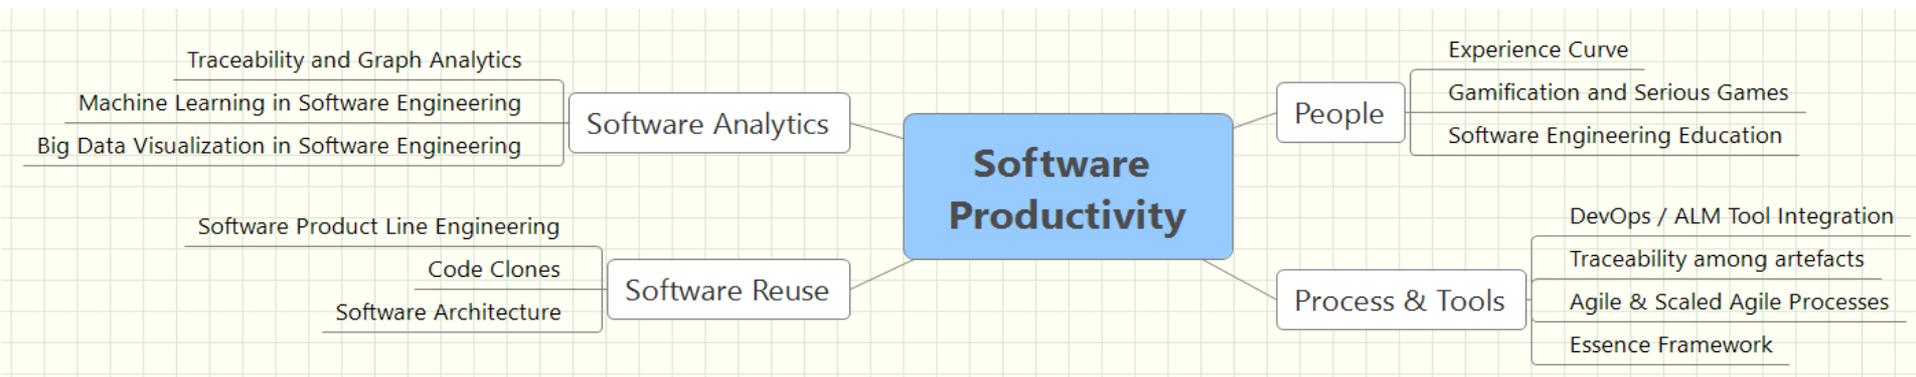 Software
Productivity
Software Analytics
Traceability and Graph Analytics
Machine Learning in Software Engineering
Big Data Visualization in Software Engineering
Software Reuse
Software Product Line Engineering
Code Clones
Software Architecture
People
Experience Curve
Gamification and Serious Games
Software Engineering Education
Process & Tools
DevOps / ALM Tool Integration
Traceability among artefacts
Agile & Scaled Agile Processes
Essence Framework